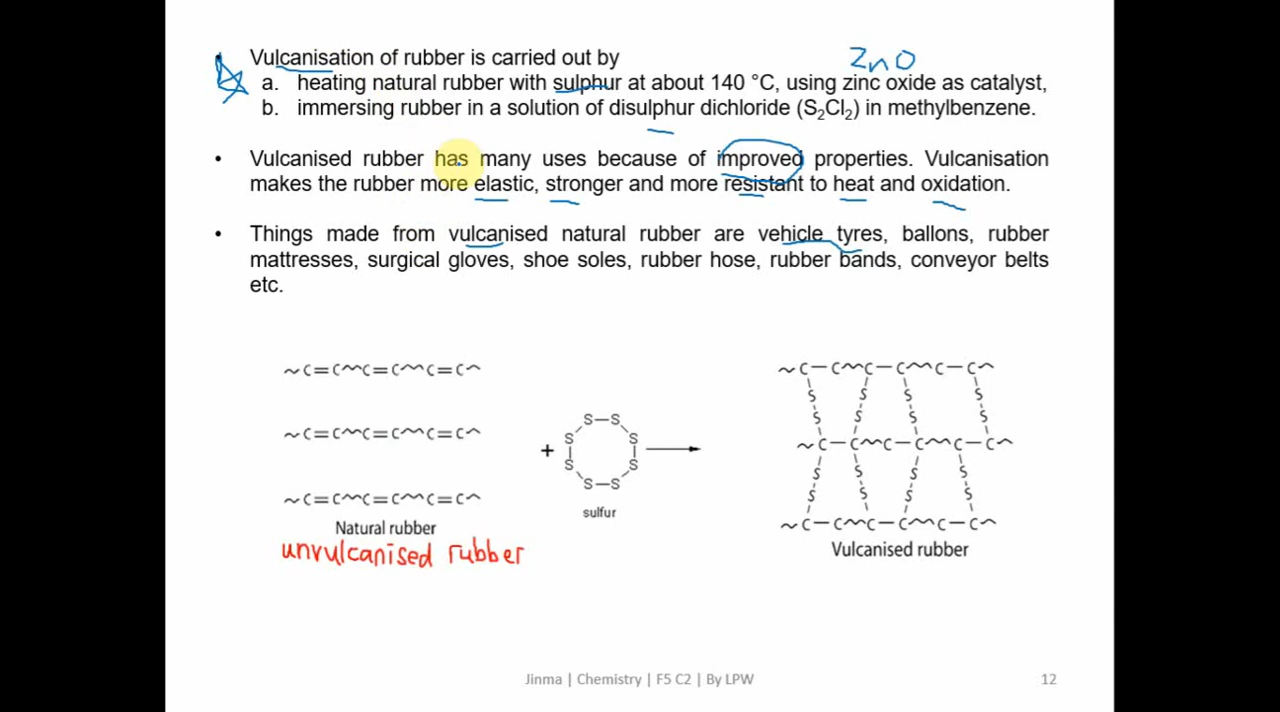 ZnO
• Vulcanisation of rubber is carried out by
a. heating natural rubber with sulphur at about 140 °C, using zinc oxide as catalyst,
b. immersing rubber in a solution of disulphur dichloride (S₂Cl₂) in methylbenzene.
• Vulcanised rubber has many uses because of improved properties. Vulcanisation
makes the rubber more elastic, stronger and more resistant to heat and oxidation.
• Things made from vulcanised natural rubber are vehicle tyres, ballons, rubber
mattresses, surgical gloves, shoe soles, rubber hose, rubber bands, conveyor belts
etc.
~C=C~C=C~C=C~
~C=C~C=C~C=C~
~C=C~C=C~C=C~
Natural rubber
unvulcanised rubber
+
S–S
S S
S S
S–S
sulfur
~C–C~C–C~C–C~
S S S S
S S S S
~C–C~C–C~C–C~
S S S S
S S S S
~C–C~C–C~C–C~
Vulcanised rubber
Jinma | Chemistry | F5 C2 | By LPW
12